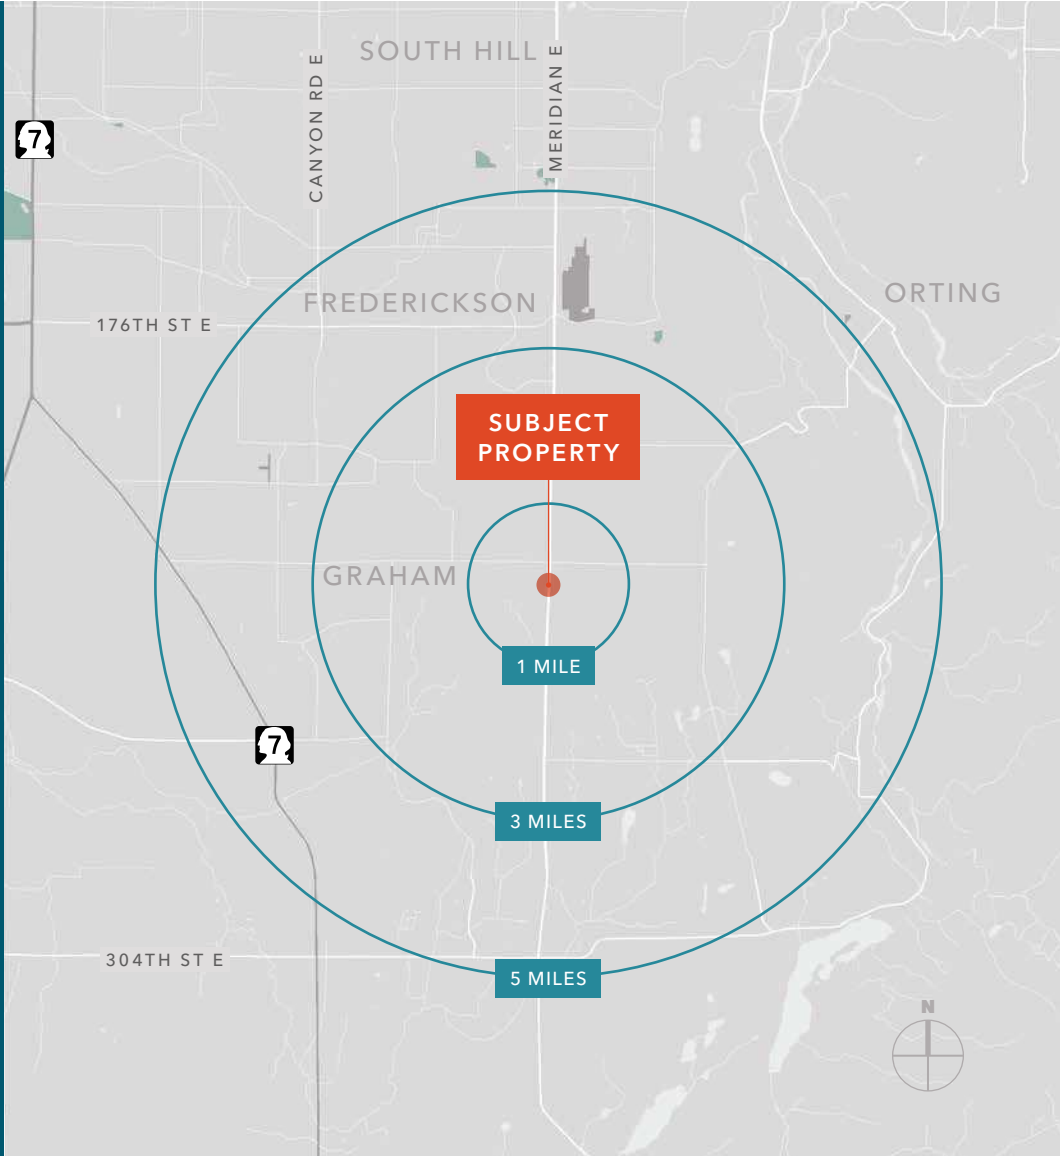 SOUTH HILL
MERIDIAN E
CANYON RD E
7
ORTING
FREDERICKSON
176TH ST E
SUBJECT
PROPERTY
GRAHAM
1 MILE
7
3 MILES
304TH ST E
5 MILES
N